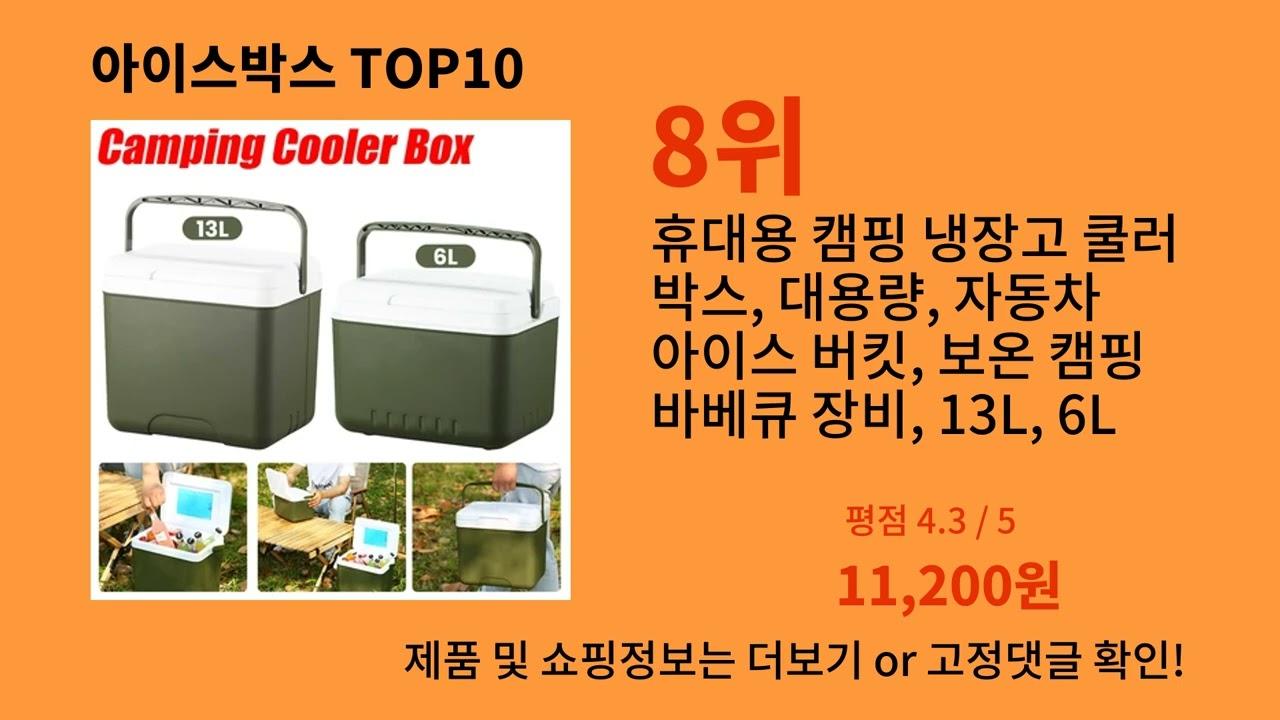 아이스박스 TOP10
Camping Cooler Box
13L
6L
8위
휴대용 캠핑 냉장고 쿨러
박스, 대용량, 자동차
아이스 버킷, 보온 캠핑
바베큐 장비, 13L, 6L
평점 4.3 / 5
11,200원
제품 및 쇼핑정보는 더보기 or 고정댓글 확인!